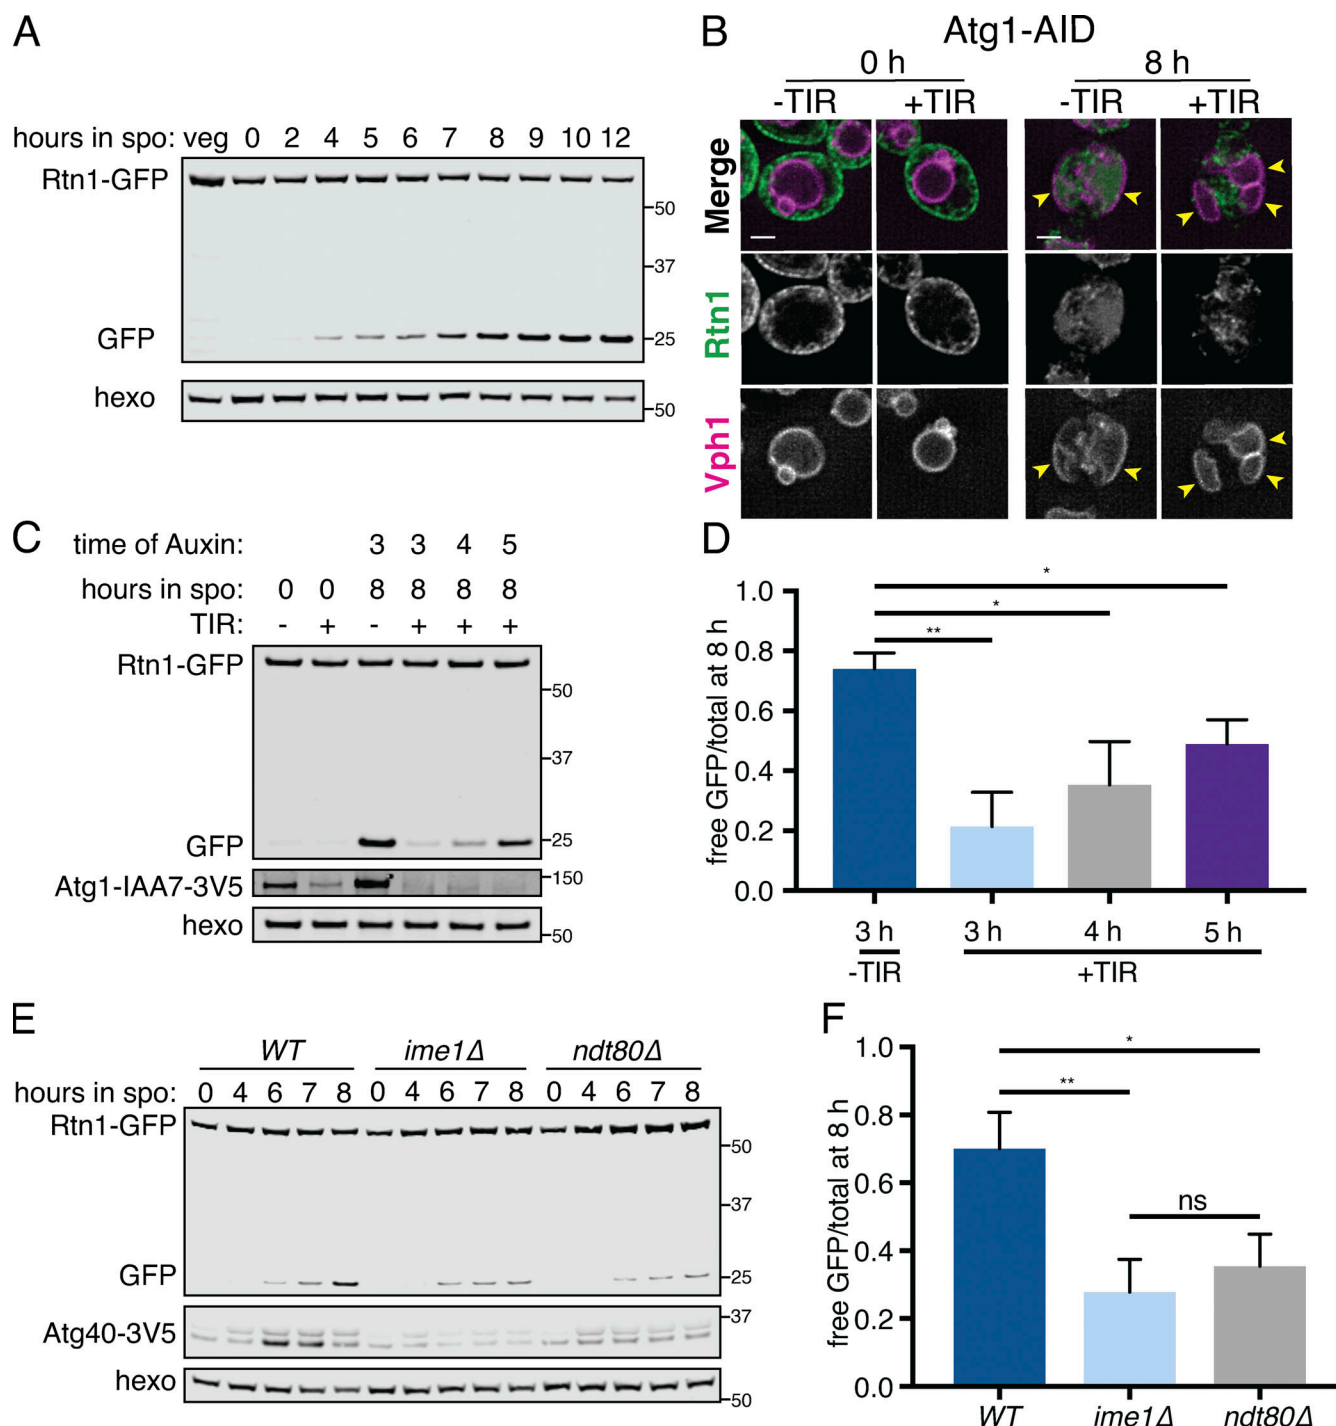 A
hours in spo: veg 0 2 4 5 6 7 8 9 10 12
Rtn1-GFP
50
37
GFP
25
hexo
50
B
Atg1-AID
0 h 8 h
-TIR +TIR -TIR +TIR
Merge
Rtn1
Vph1
C
time of Auxin: 3 3 4 5
hours in spo: 0 0 8 8 8 8
TIR: - + - + + +
Rtn1-GFP
50
37
GFP
25
Atg1-IAA7-3V5
150
hexo
50
D
free GFP/total at 8 h
1.0
0.8
0.6
0.4
0.2
0.0
*
*
**
3 h 3 h 4 h 5 h
-TIR +TIR
E
WT ime1Δ ndt80Δ
hours in spo: 0 4 6 7 8 0 4 6 7 8 0 4 6 7 8
Rtn1-GFP
50
37
GFP
25
Atg40-3V5
37
hexo
50
F
free GFP/total at 8 h
1.0
0.8
0.6
0.4
0.2
0.0
*
**
ns
WT ime1Δ ndt80Δ